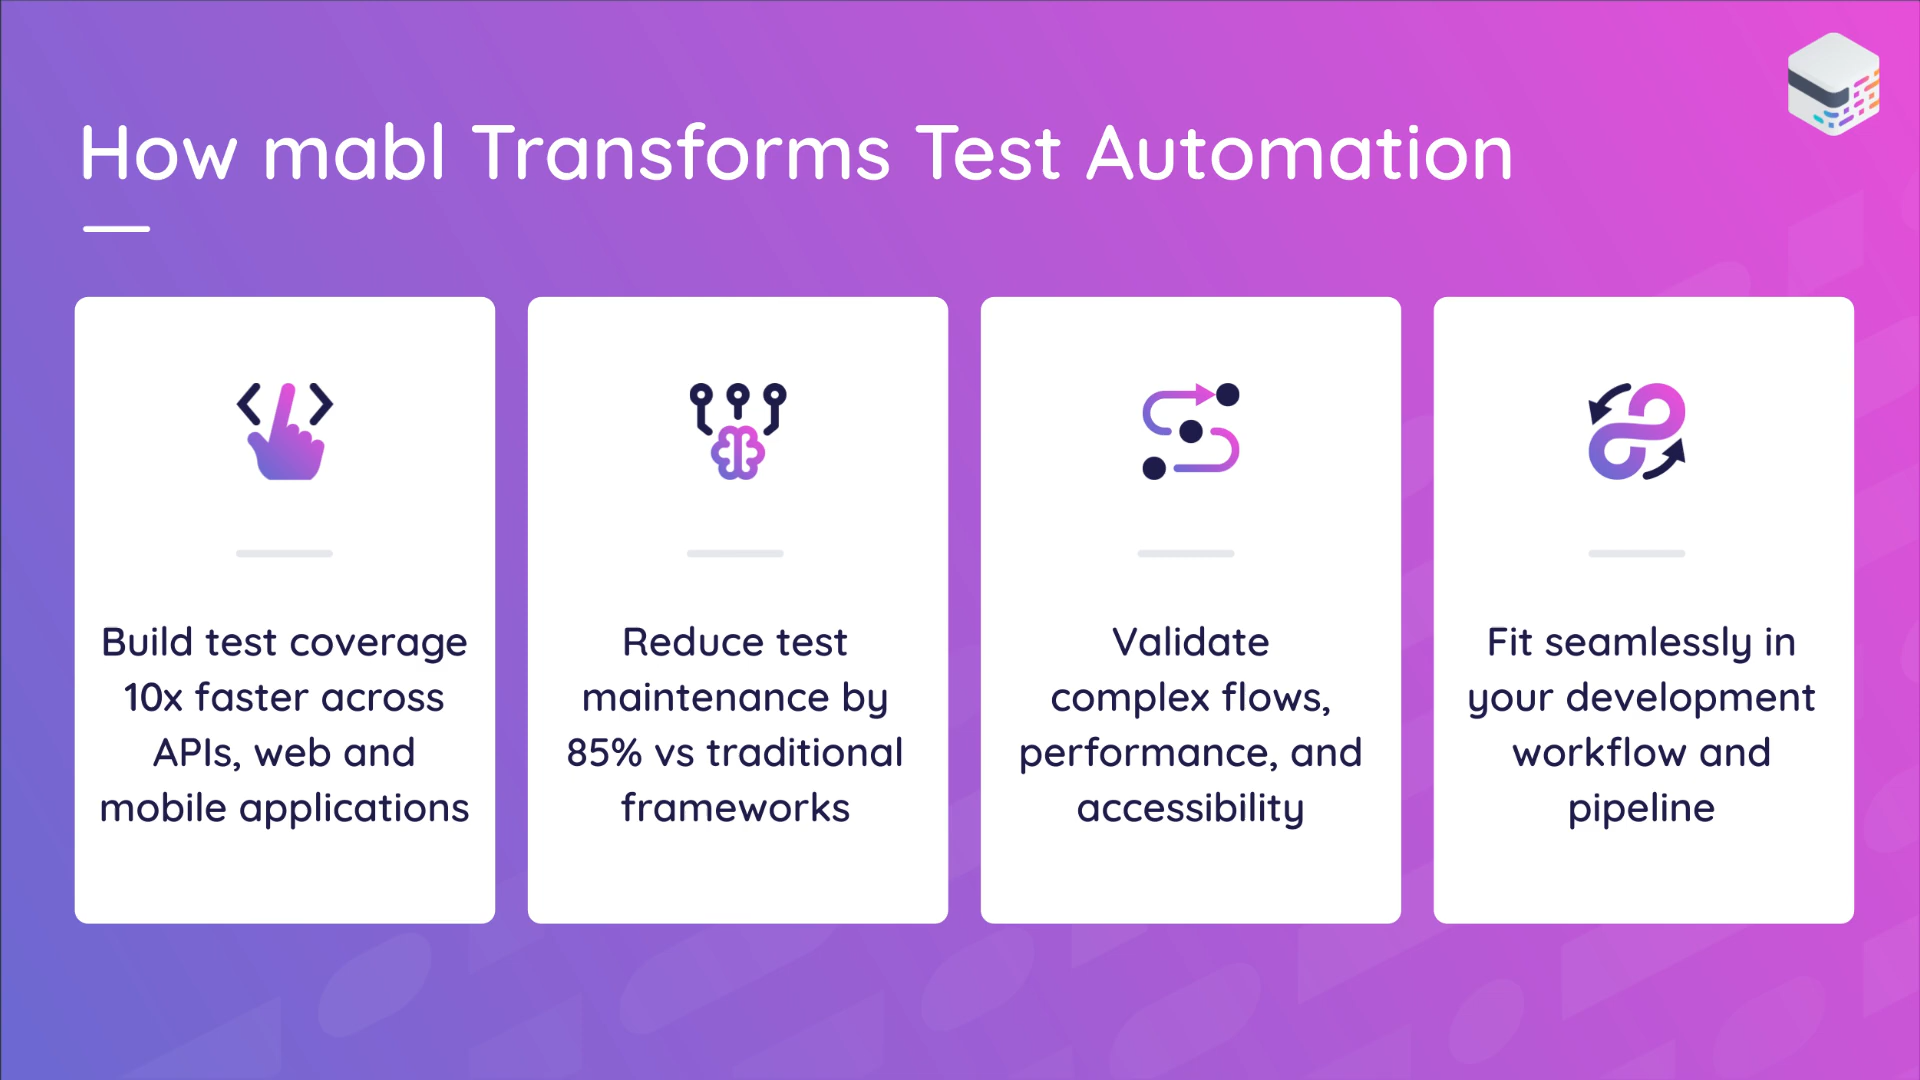 How mabl Transforms Test Automation
Build test coverage
10x faster across
APIs, web and
mobile applications
Reduce test
maintenance by
85% vs traditional
frameworks
Validate
complex flows,
performance, and
accessibility
Fit seamlessly in
your development
workflow and
pipeline